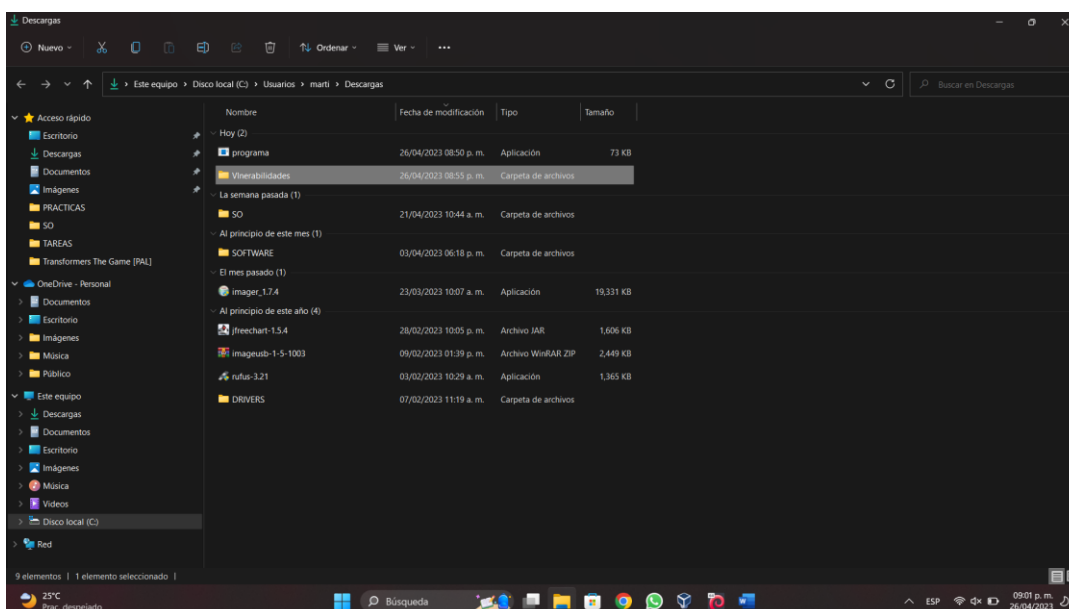 Descargas
Nuevo
Ordenar
Ver
Este equipo > Disco local (C:) > Usuarios > marti > Descargas
Buscar en Descargas
Acceso rápido
Escritorio
Descargas
Documentos
Imágenes
PRACTICAS
SO
TAREAS
Transformers The Game [PAL]
OneDrive - Personal
Documentos
Escritorio
Imágenes
Música
Público
Este equipo
Descargas
Documentos
Escritorio
Imágenes
Música
Videos
Disco local (C:)
Red
Nombre Fecha de modificación Tipo Tamaño
Hoy (2)
programa 26/04/2023 08:50 p. m. Aplicación 73 KB
Vlnerabilidades 26/04/2023 08:55 p. m. Carpeta de archivos
La semana pasada (1)
SO 21/04/2023 10:44 a. m. Carpeta de archivos
Al principio de este mes (1)
SOFTWARE 03/04/2023 06:18 p. m. Carpeta de archivos
El mes pasado (1)
imager_1.7.4 23/03/2023 10:07 a. m. Aplicación 19,331 KB
Al principio de este año (4)
jfreechart-1.5.4 28/02/2023 10:05 p. m. Archivo JAR 1,606 KB
imageusb-1-5-1003 09/02/2023 01:39 p. m. Archivo WinRAR ZIP 2,449 KB
rufus-3.21 03/02/2023 10:29 a. m. Aplicación 1,365 KB
DRIVERS 07/02/2023 11:19 a. m. Carpeta de archivos
9 elementos | 1 elemento seleccionado |
25°C
Prac. despejado
Búsqueda
ESP
09:01 p. m.
26/04/2023